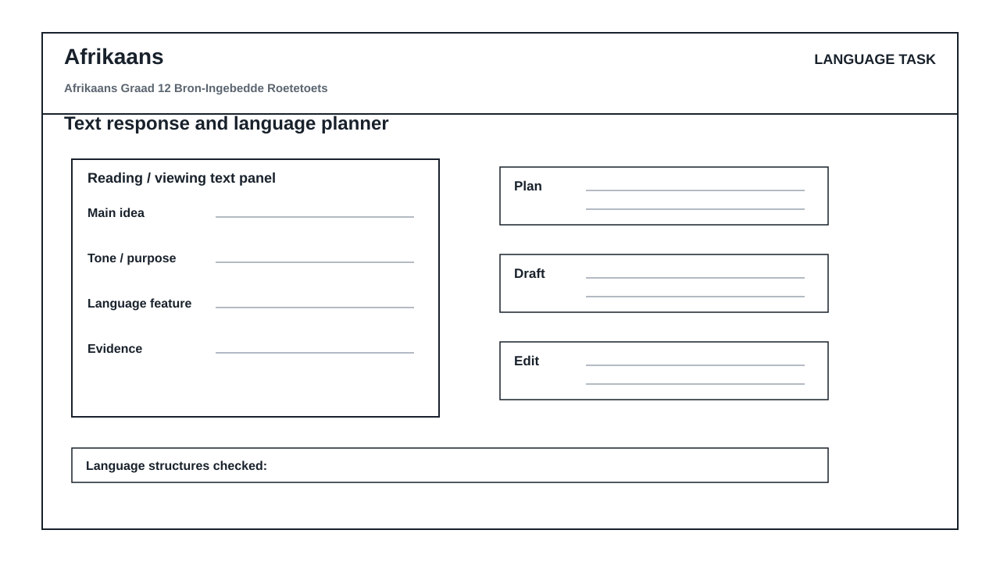 Afrikaans
LANGUAGE TASK
Afrikaans Graad 12 Bron-Ingebedde Roetetoets
Text response and language planner
Reading / viewing text panel
Main idea
Tone / purpose
Language feature
Evidence
Plan
Draft
Edit
Language structures checked: